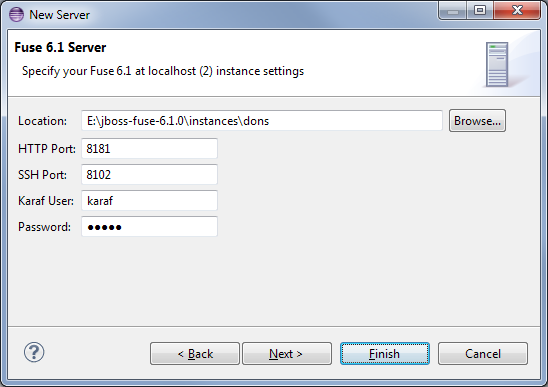 New Server
Fuse 6.1 Server
Specify your Fuse 6.1 at localhost (2) instance settings
Location: E:\jboss-fuse-6.1.0\instances\dons Browse...
HTTP Port: 8181
SSH Port: 8102
Karaf User: karaf
Password: ●●●●●
? < Back Next > Finish Cancel